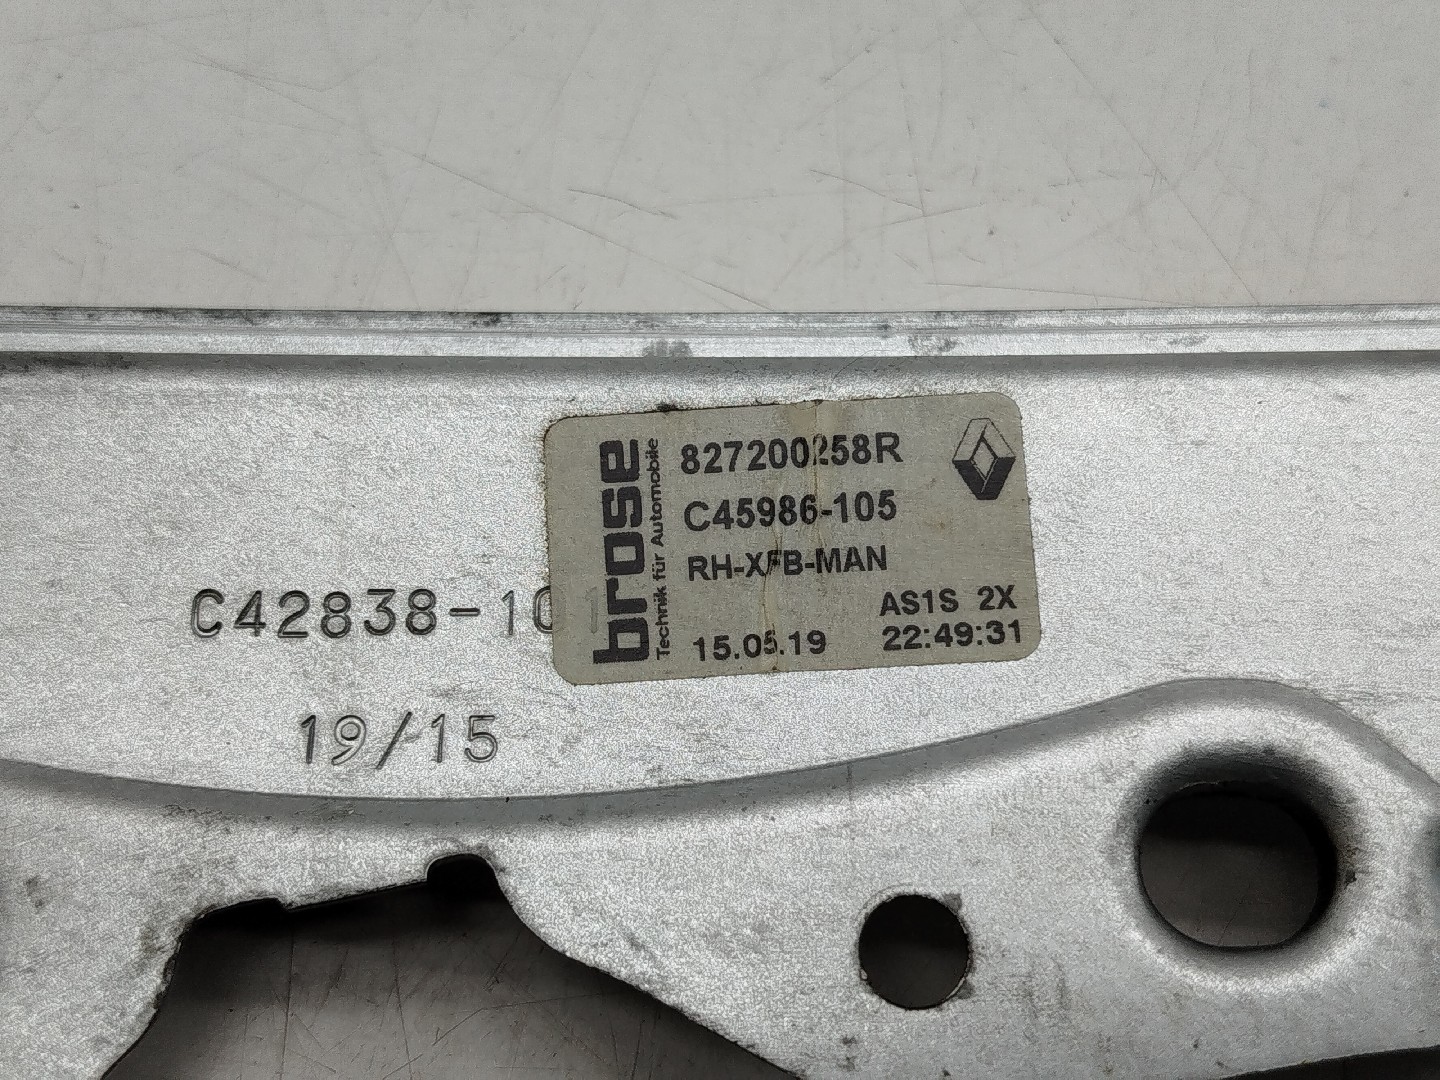 brose
Technik für Automobile
827200258R
C45986-105
RH-XFB-MAN
AS1S 2X
15.05.19 22:49:31
C42838-101
19/15